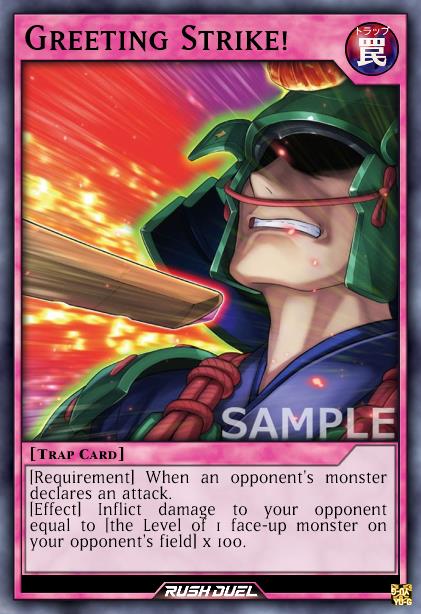 Greeting Strike!
トラップ
罠
SAMPLE
[Trap Card]
[Requirement] When an opponent's monster
declares an attack.
[Effect] Inflict damage to your opponent
equal to [the Level of 1 face-up monster on
your opponent's field] x 100.
RUSH DUEL